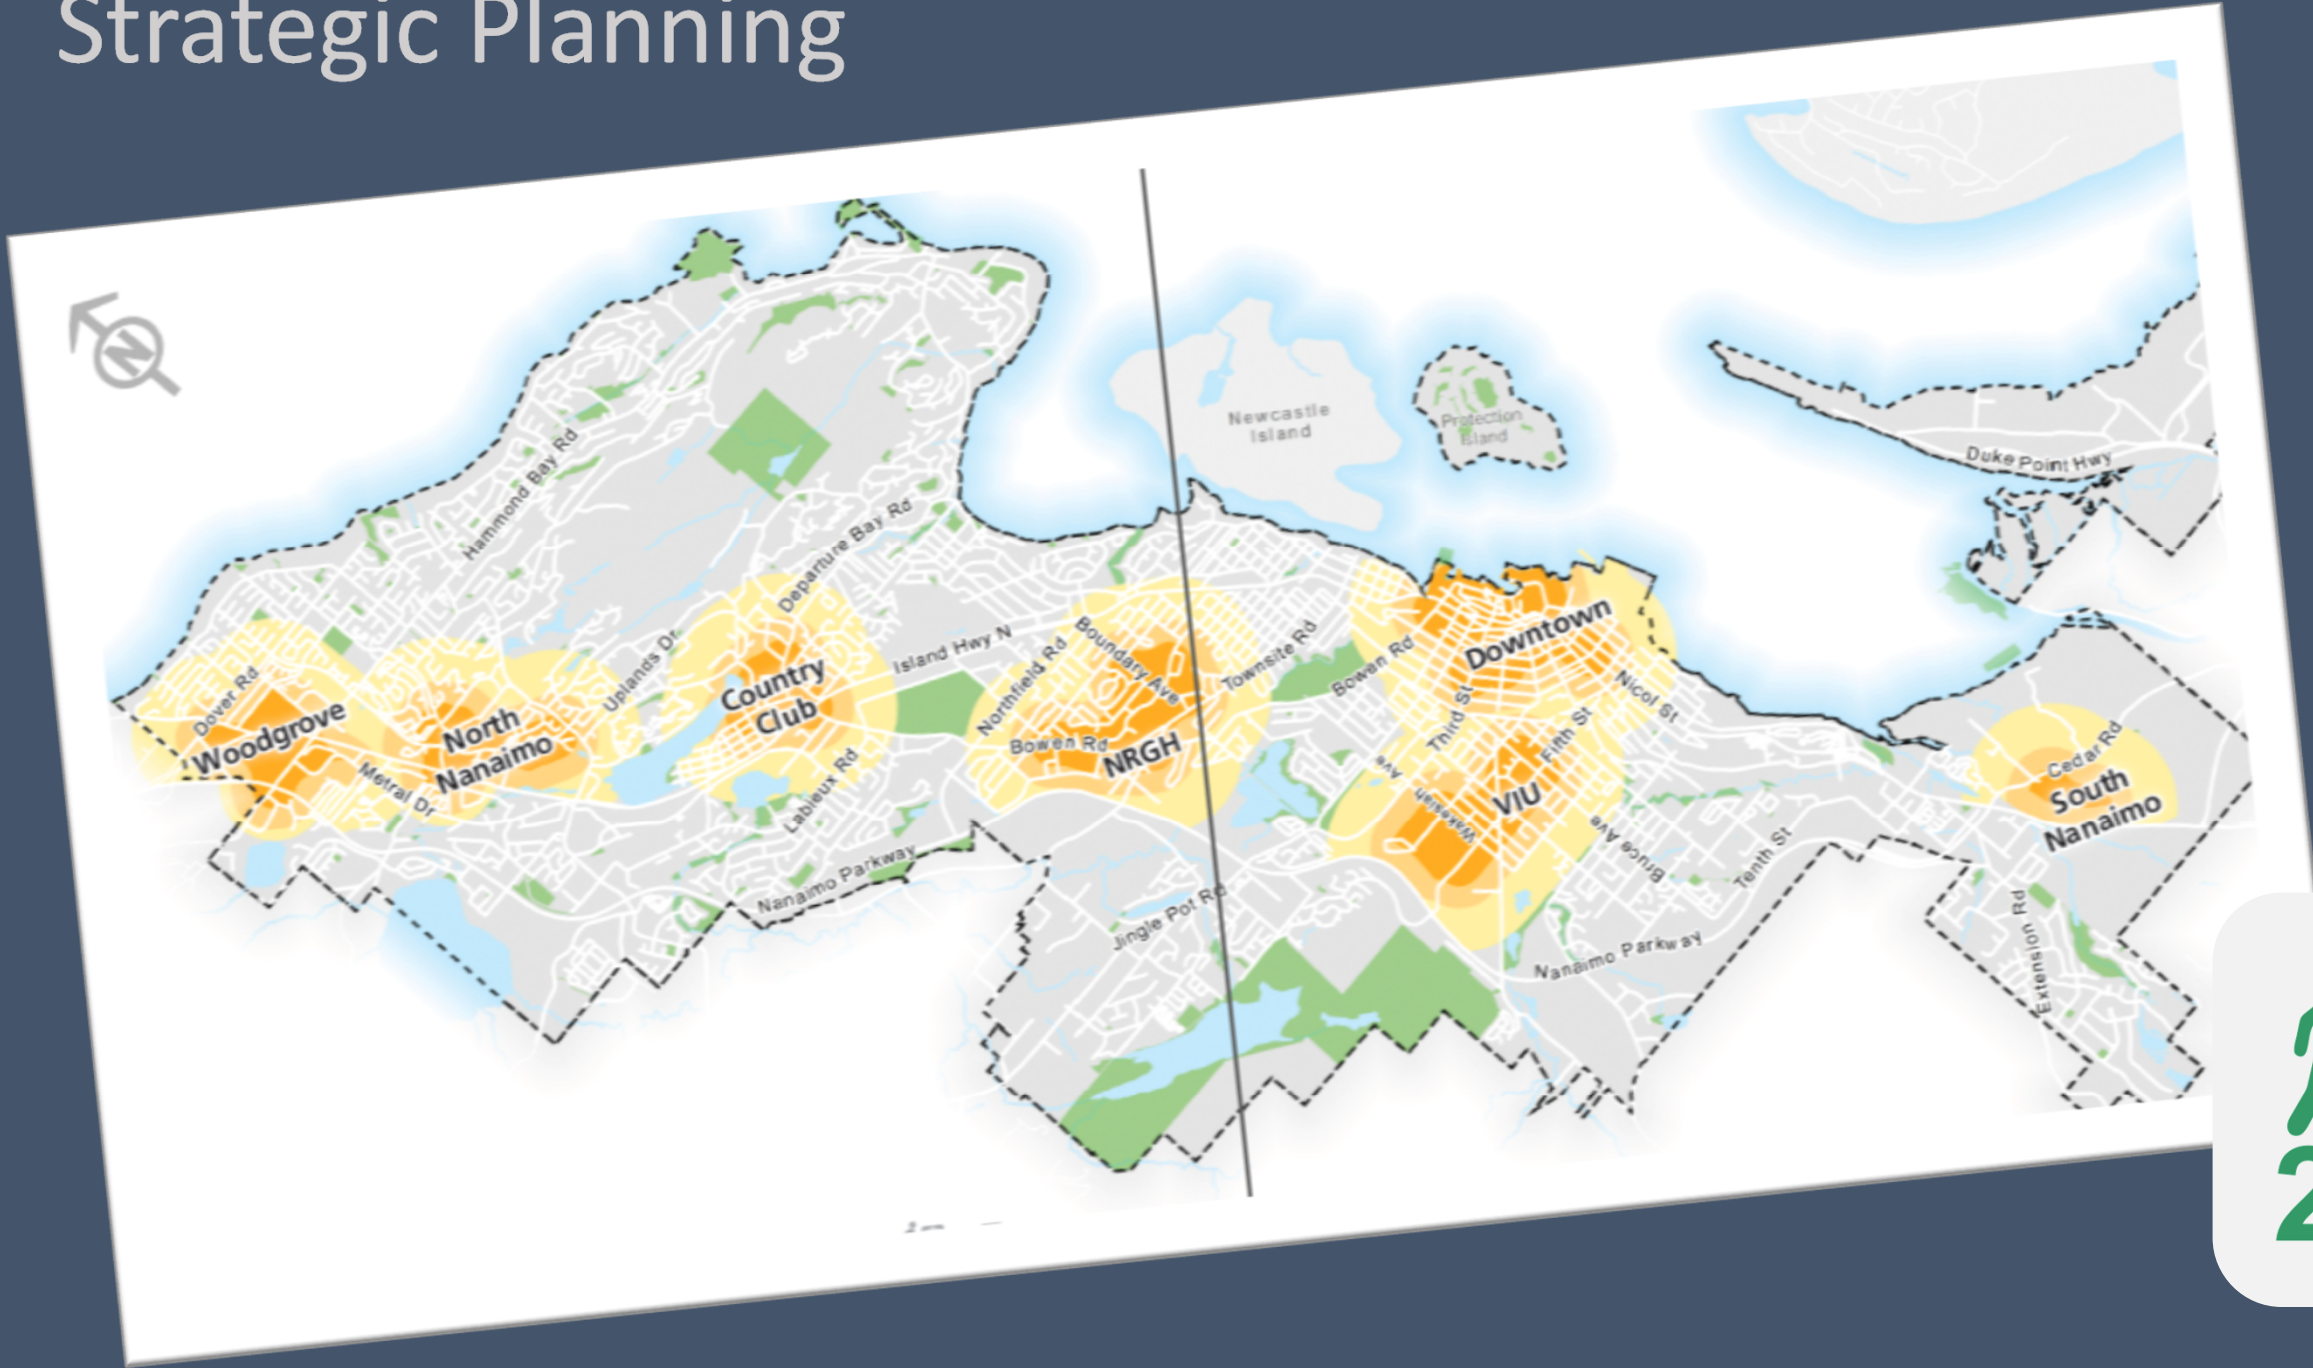 Strategic Planning
N
Newcastle
Island
Protection
Island
Duke Point Hwy
Hammond Bay Rd
Departure Bay Rd
Island Hwy N
Uplands Dr
Dover Rd
Woodgrove
North
Nanaimo
Metral Dr
Country
Club
Labieux Rd
Northfield Rd
Boundary Ave
Bowen Rd
NRGH
Townsite Rd
Bowen Rd
Downtown
Third St
Fifth St
Nicol St
Wakesiah
Ave
VIU
Bruce Ave
Tenth St
Cedar Rd
South
Nanaimo
Nanaimo Parkway
Jingle Pot Rd
Nanaimo Parkway
Extension Rd
2